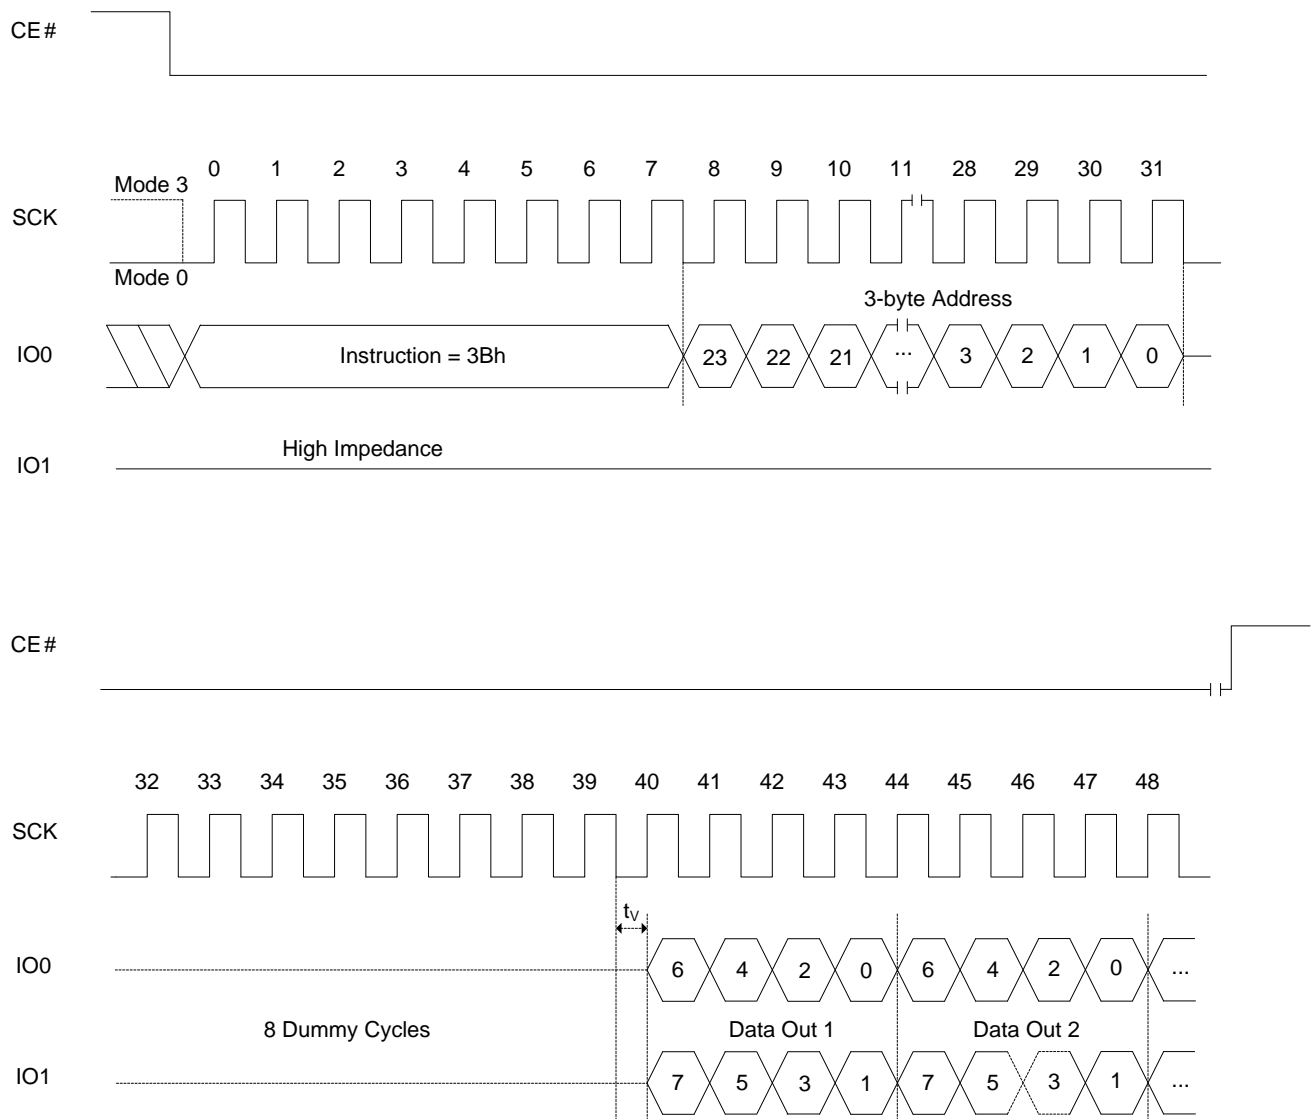 CE#
0 1 2 3 4 5 6 7 8 9 10 11 28 29 30 31
Mode 3
SCK
Mode 0
3-byte Address
IO0 Instruction = 3Bh 23 22 21 ... 3 2 1 0
High Impedance
IO1
CE#
32 33 34 35 36 37 38 39 40 41 42 43 44 45 46 47 48
SCK
tV
IO0 6 4 2 0 6 4 2 0 ...
8 Dummy Cycles Data Out 1 Data Out 2
IO1 7 5 3 1 7 5 3 1 ...